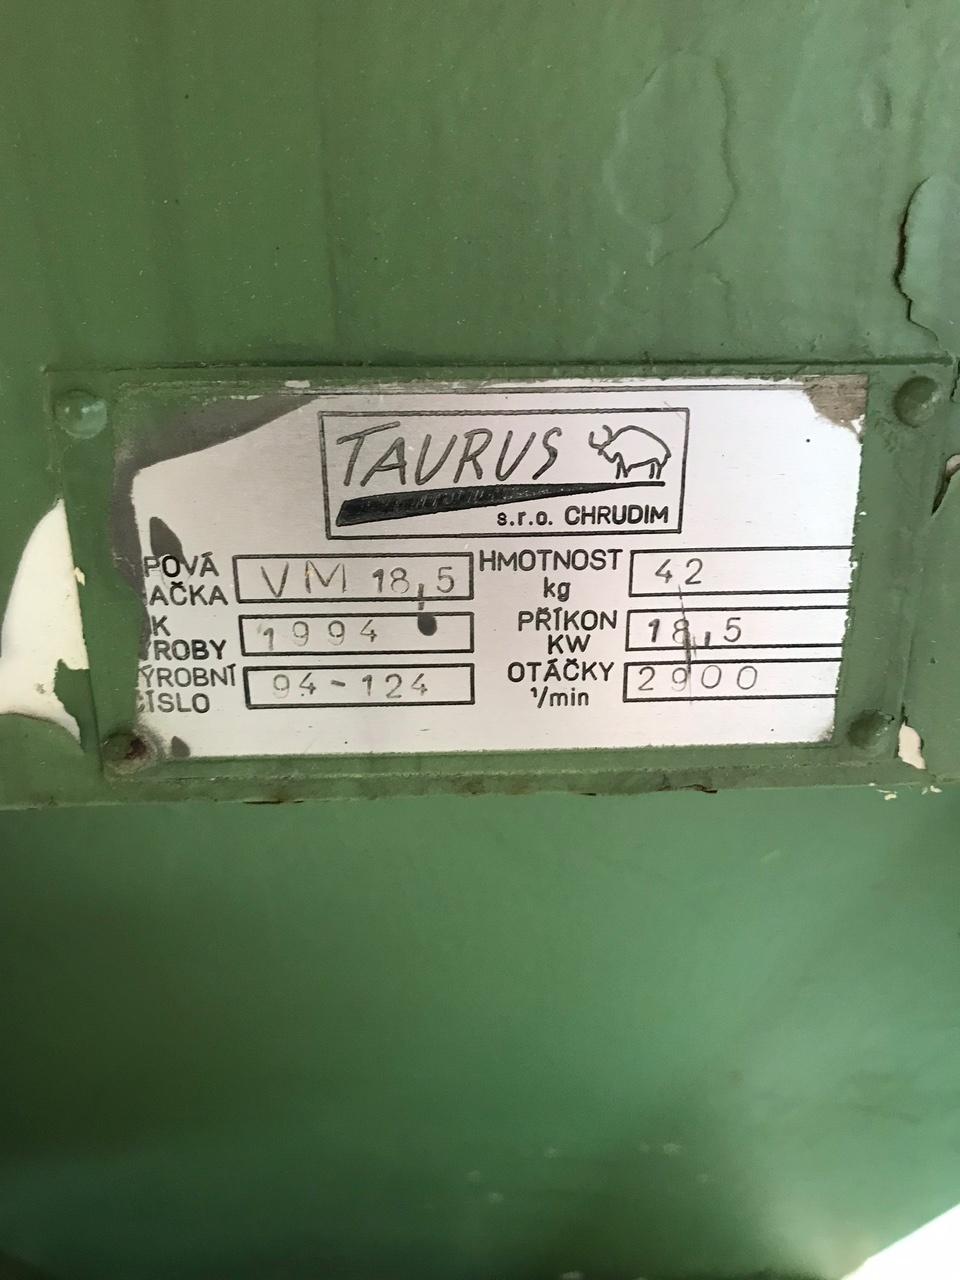 TAURUS
s.r.o. CHRUDIM
POVÁ
AČKA VM 18,5
K
ROBY 1994
ÝROBNÍ
ČÍSLO 94-124
HMOTNOST
kg 42
PŘÍKON
KW 18,5
OTÁČKY
1/min 2900